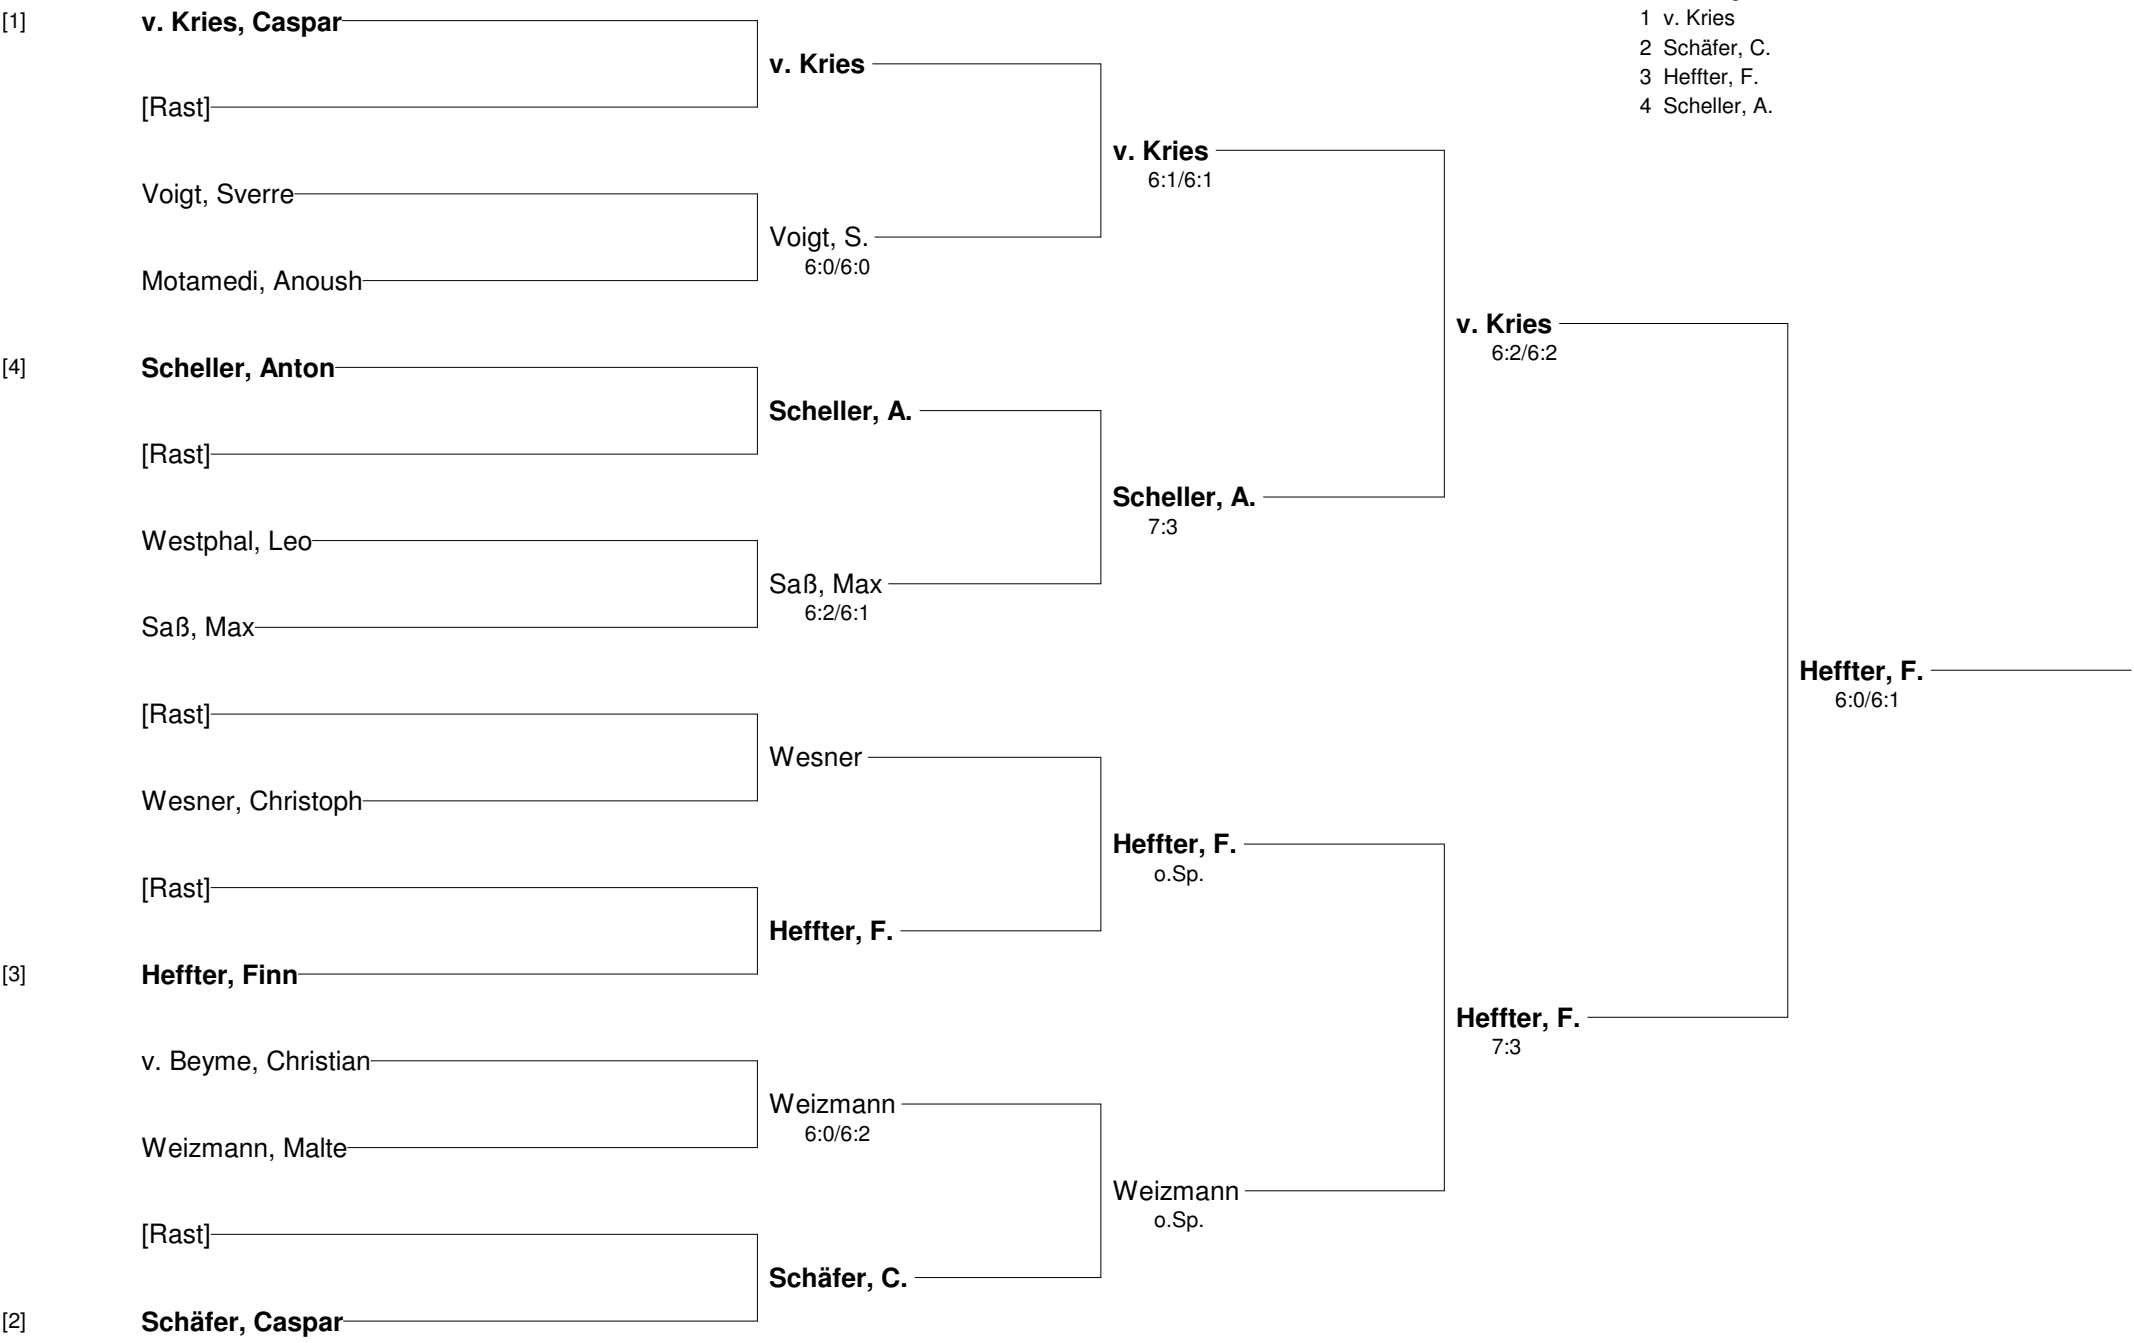 [1] v. Kries, Caspar
[Rast]
Voigt, Sverre
Motamedi, Anoush
[4] Scheller, Anton
[Rast]
Westphal, Leo
Saß, Max
[Rast]
Wesner, Christoph
[Rast]
[3] Heffter, Finn
v. Beyme, Christian
Weizmann, Malte
[Rast]
[2] Schäfer, Caspar
v. Kries
Voigt, S.
6:0/6:0
Scheller, A.
Saß, Max
6:2/6:1
Wesner
Heffter, F.
Weizmann
6:0/6:2
Schäfer, C.
v. Kries
6:1/6:1
Scheller, A.
7:3
Heffter, F.
o.Sp.
Weizmann
o.Sp.
v. Kries
6:2/6:2
Heffter, F.
7:3
Heffter, F.
6:0/6:1
1 v. Kries
2 Schäfer, C.
3 Heffter, F.
4 Scheller, A.